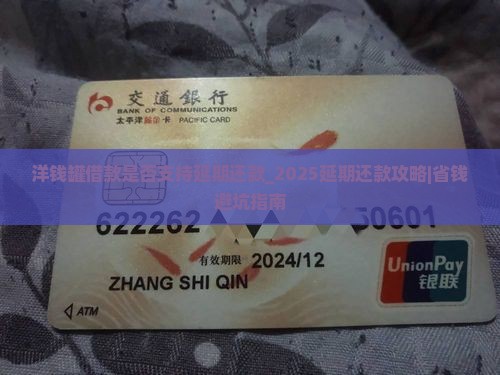 交通銀行
BANK OF COMMUNICATIONS
太平洋 卡 PACIFIC CARD
洋钱罐借款是否支持延期还款_2025延期还款攻略|省钱
避坑指南
622262 30601
有效期限 2024/12
ZHANG SHI QIN
ATM
UnionPay
银联